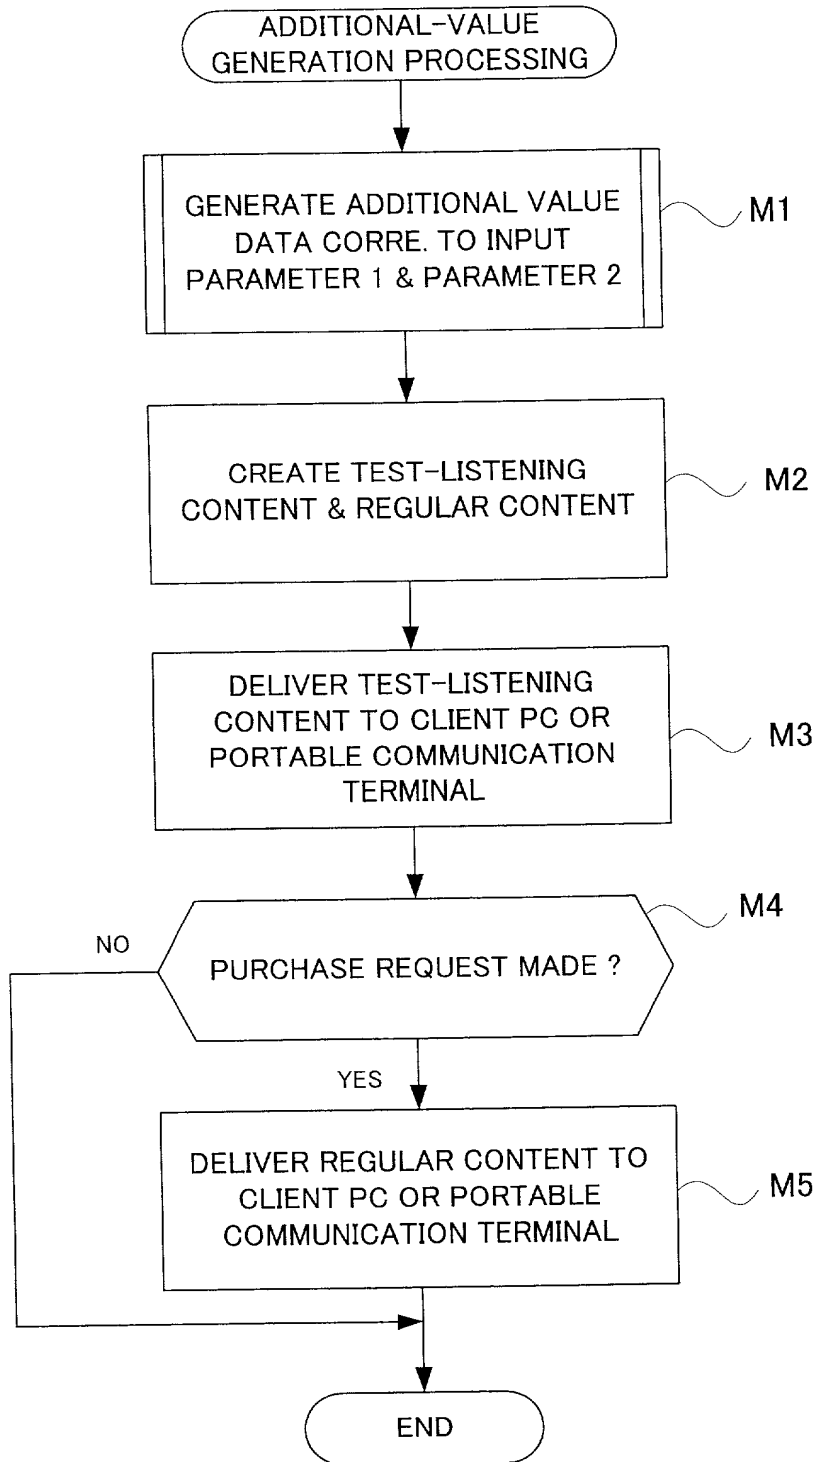 ADDITIONAL-VALUE
GENERATION PROCESSING
GENERATE ADDITIONAL VALUE
DATA CORRE. TO INPUT
PARAMETER 1 & PARAMETER 2
M1
CREATE TEST-LISTENING
CONTENT & REGULAR CONTENT
M2
DELIVER TEST-LISTENING
CONTENT TO CLIENT PC OR
PORTABLE COMMUNICATION
TERMINAL
M3
PURCHASE REQUEST MADE ?
M4
NO
YES
DELIVER REGULAR CONTENT TO
CLIENT PC OR PORTABLE
COMMUNICATION TERMINAL
M5
END